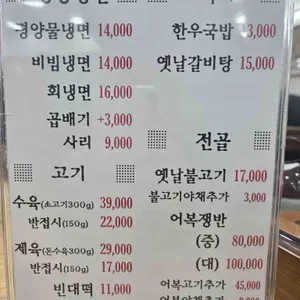 평양물냉면 14,000
비빔냉면 14,000
회냉면 16,000
곱배기 +3,000
사리 9,000
고기
수육(소고기300g) 39,000
반접시(150g) 22,000
제육(돈수육300g) 29,000
반접시(150g) 17,000
빈대떡 11,000
한우국밥 13,000
옛날갈비탕 15,000
전골
옛날불고기 17,000
불고기야채추가 3,000
어복쟁반
(중) 80,000
(대) 100,000
어복고기추가 45,000